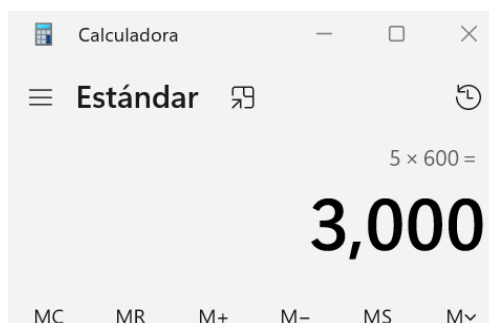 Calculadora
Estándar
5 × 600 =
3,000
MC MR M+ M− MS M˅